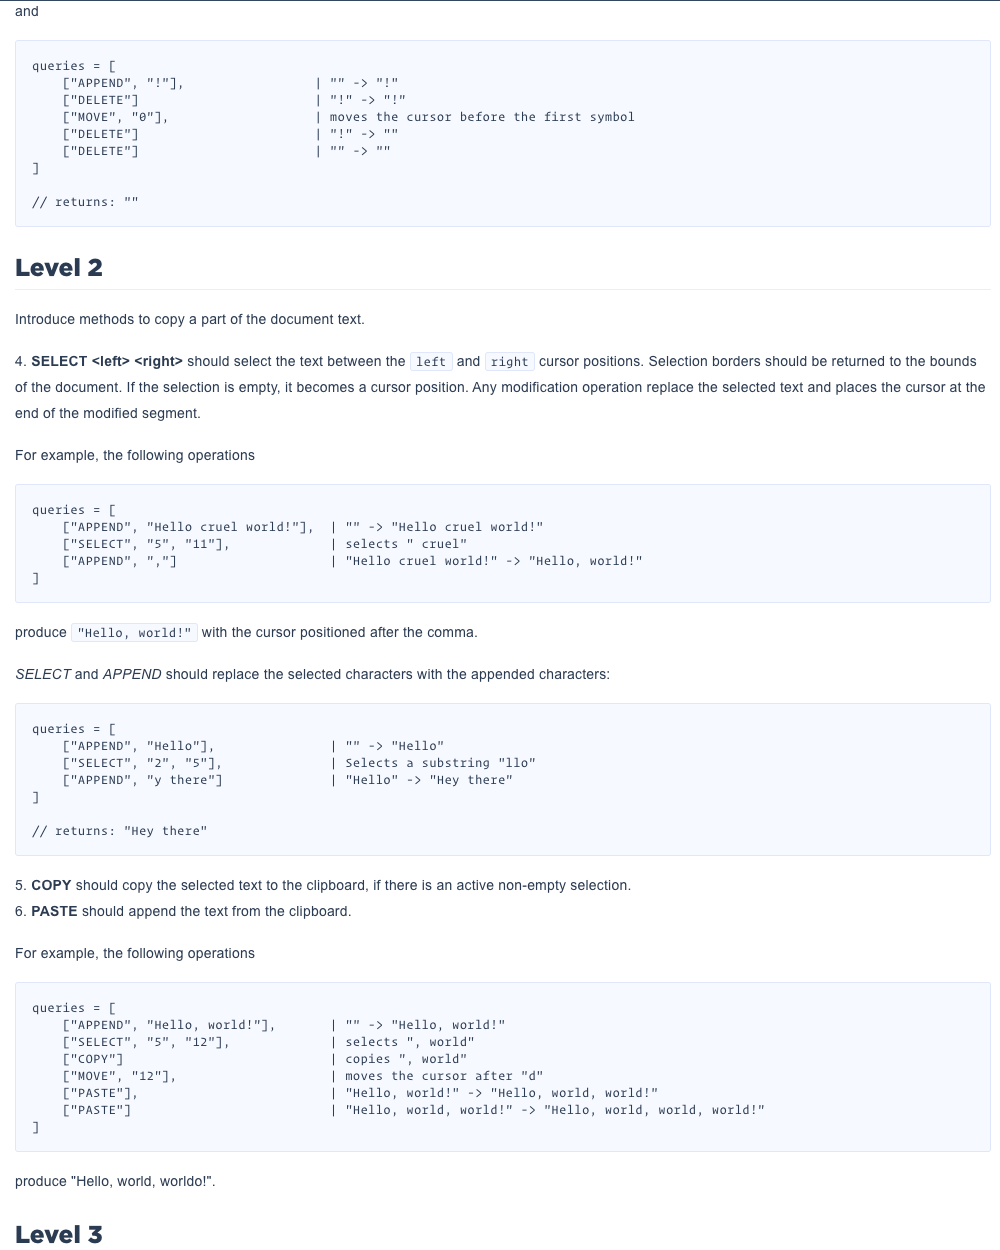 and
queries = [
    ["APPEND", "!"],                 | "" -> "!"
    ["DELETE"]                       | "!" -> "!"
    ["MOVE", "0"],                   | moves the cursor before the first symbol
    ["DELETE"]                       | "!" -> ""
    ["DELETE"]                       | "" -> ""
]
// returns: ""
Level 2
Introduce methods to copy a part of the document text.
4. SELECT <left> <right> should select the text between the left and right cursor positions. Selection borders should be returned to the bounds
of the document. If the selection is empty, it becomes a cursor position. Any modification operation replace the selected text and places the cursor at the
end of the modified segment.
For example, the following operations
queries = [
    ["APPEND", "Hello cruel world!"],  | "" -> "Hello cruel world!"
    ["SELECT", "5", "11"],             | selects " cruel"
    ["APPEND", ","]                    | "Hello cruel world!" -> "Hello, world!"
]
produce "Hello, world!" with the cursor positioned after the comma.
SELECT and APPEND should replace the selected characters with the appended characters:
queries = [
    ["APPEND", "Hello"],               | "" -> "Hello"
    ["SELECT", "2", "5"],              | Selects a substring "llo"
    ["APPEND", "y there"]              | "Hello" -> "Hey there"
]
// returns: "Hey there"
5. COPY should copy the selected text to the clipboard, if there is an active non-empty selection.
6. PASTE should append the text from the clipboard.
For example, the following operations
queries = [
    ["APPEND", "Hello, world!"],       | "" -> "Hello, world!"
    ["SELECT", "5", "12"],             | selects ", world"
    ["COPY"]                           | copies ", world"
    ["MOVE", "12"],                    | moves the cursor after "d"
    ["PASTE"],                         | "Hello, world!" -> "Hello, world, world!"
    ["PASTE"]                          | "Hello, world, world!" -> "Hello, world, world, world!"
]
produce "Hello, world, worldo!".
Level 3